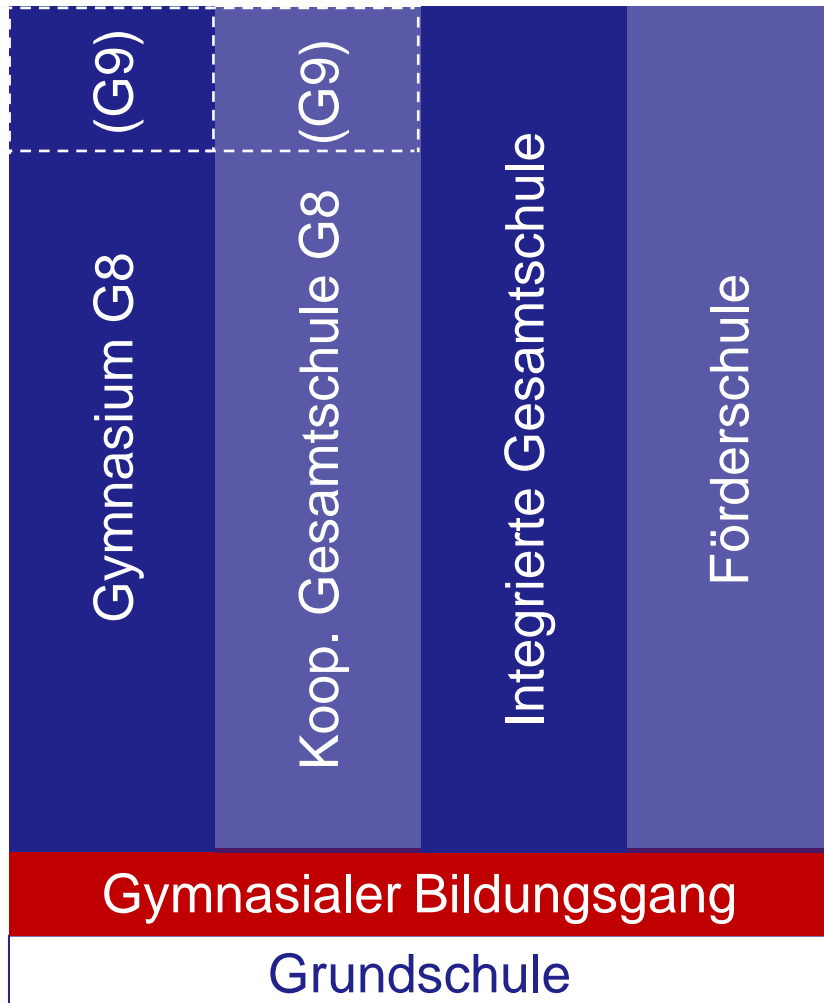 (G9)
Gymnasium G8
(G9)
Koop. Gesamtschule G8
Integrierte Gesamtschule
Förderschule
Gymnasialer Bildungsgang
Grundschule